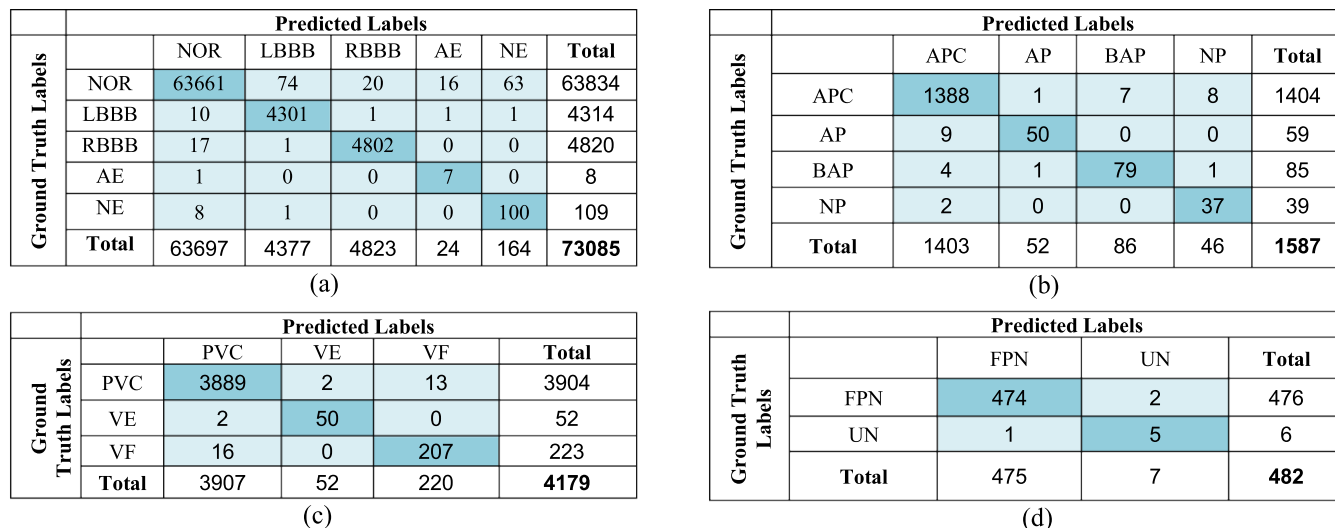 Predicted Labels
Ground Truth Labels
NOR LBBB RBBB AE NE Total
NOR 63661 74 20 16 63 63834
LBBB 10 4301 1 1 1 4314
RBBB 17 1 4802 0 0 4820
AE 1 0 0 7 0 8
NE 8 1 0 0 100 109
Total 63697 4377 4823 24 164 73085
(a)
Predicted Labels
Ground Truth Labels
APC AP BAP NP Total
APC 1388 1 7 8 1404
AP 9 50 0 0 59
BAP 4 1 79 1 85
NP 2 0 0 37 39
Total 1403 52 86 46 1587
(b)
Predicted Labels
Ground
Truth Labels
PVC VE VF Total
PVC 3889 2 13 3904
VE 2 50 0 52
VF 16 0 207 223
Total 3907 52 220 4179
(c)
Predicted Labels
Ground Truth
Labels
FPN UN Total
FPN 474 2 476
UN 1 5 6
Total 475 7 482
(d)